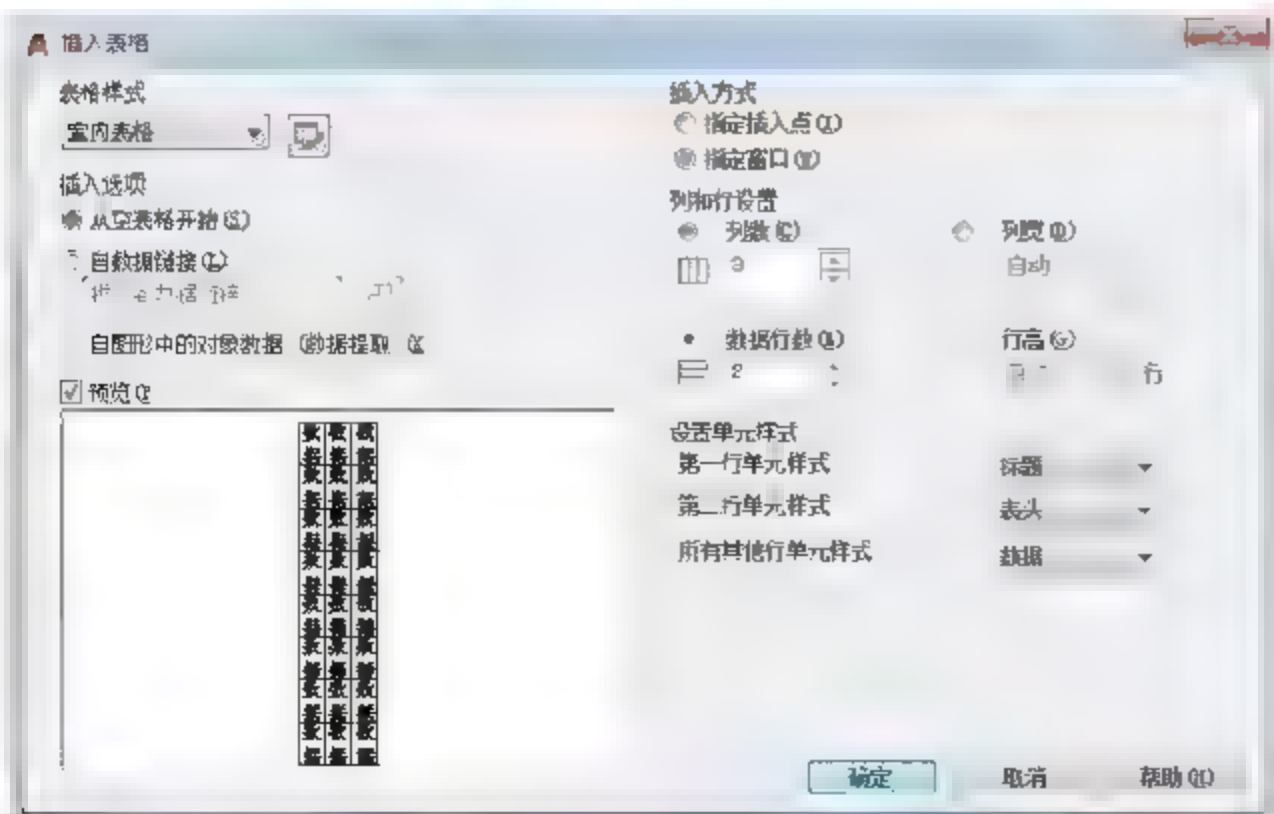 插入表格
表格样式
室内表格
插入选项
从空表格开始(S)
自数据链接(L)
自图形中的对象数据(数据提取)(X
预览(P
插入方式
指定插入点(I)
指定窗口(W)
列和行设置
列数(C) 列宽(D)
3 自动
数据行数(R) 行高(G)
2 行
设置单元样式
第一行单元样式 标题
第二行单元样式 表头
所有其他行单元样式 数据
确定 取消 帮助(H)